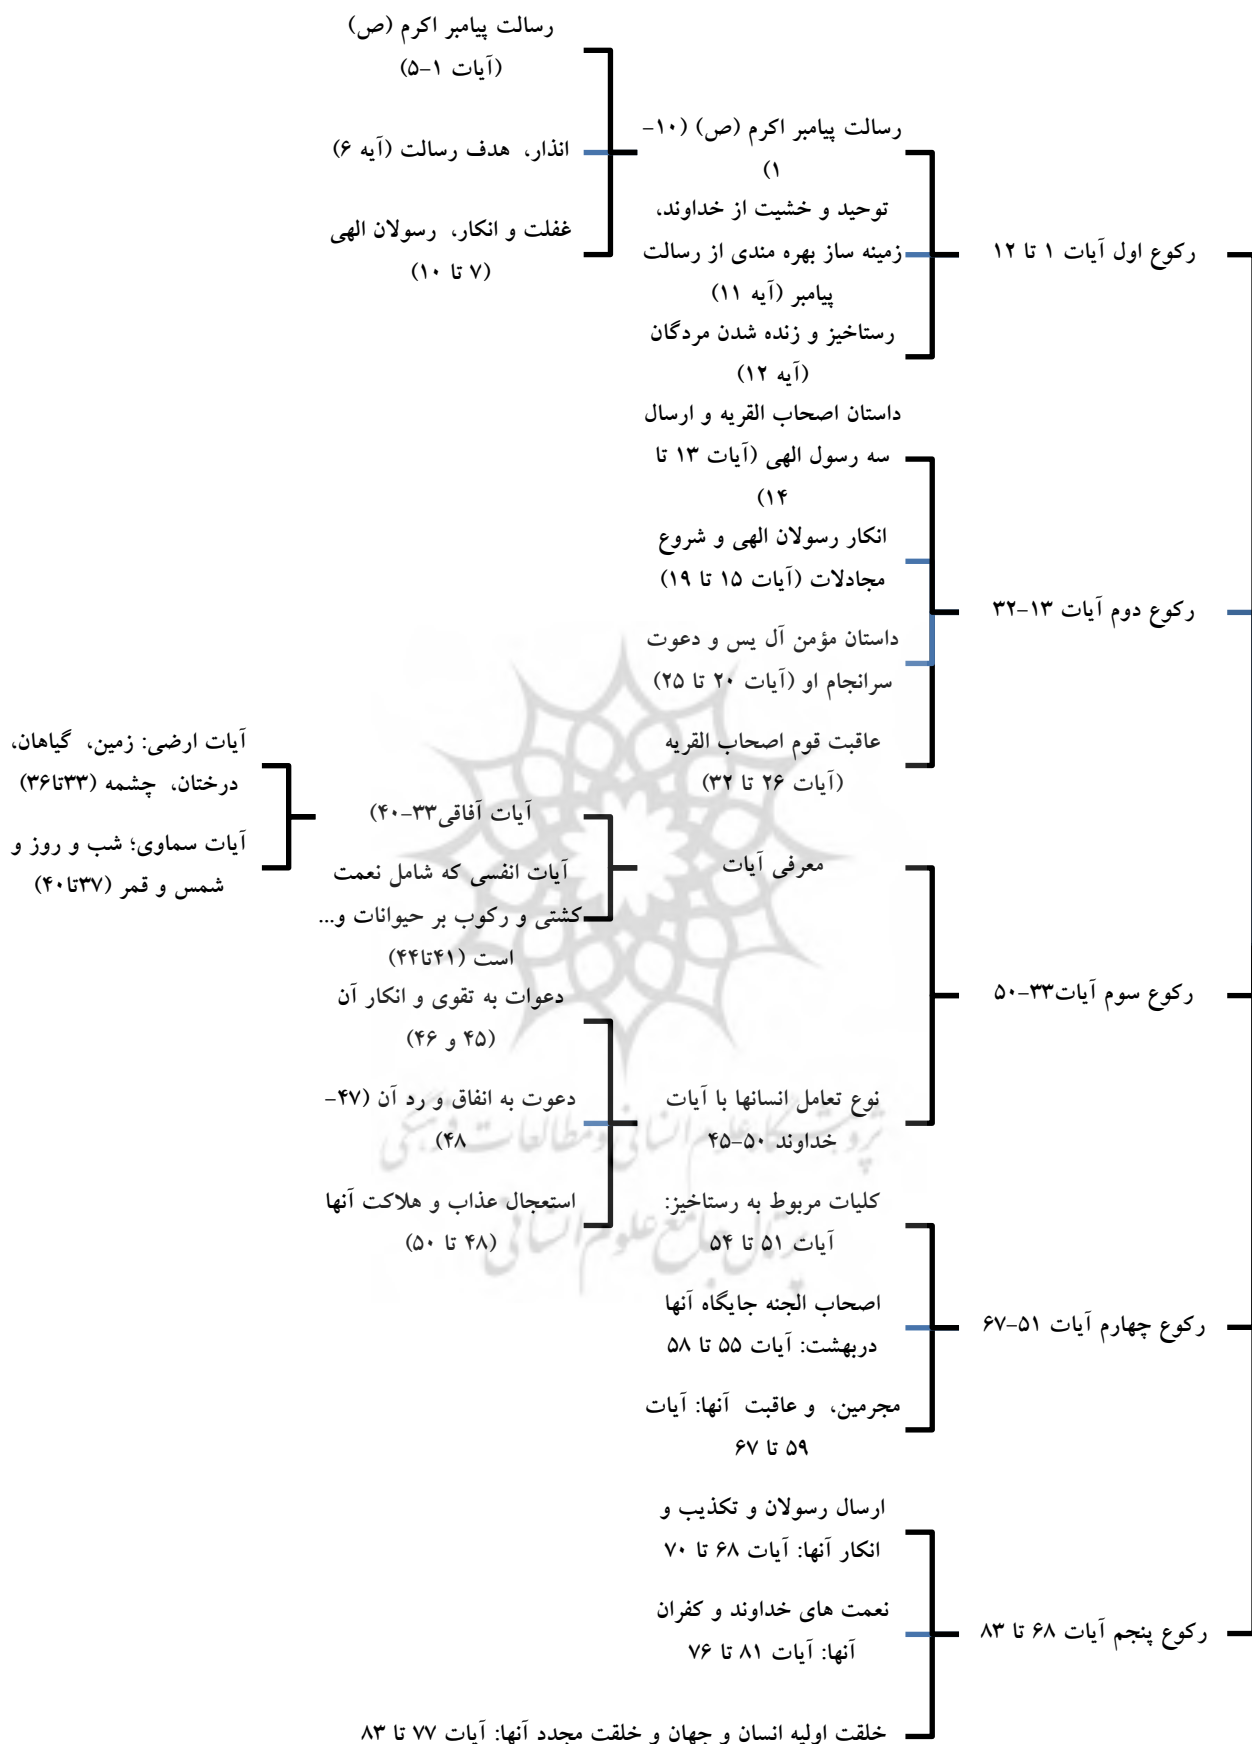 رکوع اول آیات ۱ تا ۱۲
رسالت پیامبر اکرم (ص) (۱۰-
۱)
رسالت پیامبر اکرم (ص)
(آیات ۱-۵)
انذار، هدف رسالت (آیه ۶)
غفلت و انکار، رسولان الهی
(۷ تا ۱۰)
توحید و خشیت از خداوند،
زمینه ساز بهره مندی از رسالت
پیامبر (آیه ۱۱)
رستاخیز و زنده شدن مردگان
(آیه ۱۲)
رکوع دوم آیات ۱۳-۳۲
داستان اصحاب القریه و ارسال
سه رسول الهی (آیات ۱۳ تا
۱۴)
انکار رسولان الهی و شروع
مجادلات (آیات ۱۵ تا ۱۹)
داستان مؤمن آل یس و دعوت
سرانجام او (آیات ۲۰ تا ۲۵)
عاقبت قوم اصحاب القریه
(آیات ۲۶ تا ۳۲)
رکوع سوم آیات۳۳-۵۰
معرفی آیات
آیات آفاقی۳۳-۴۰)
آیات ارضی: زمین، گیاهان،
درختان، چشمه (۳۳تا۳۶)
آیات سماوی؛ شب و روز و
شمس و قمر (۳۷تا۴۰)
آیات انفسی که شامل نعمت
کشتی و رکوب بر حیوانات و...
است (۴۱تا۴۴)
نوع تعامل انسانها با آیات
خداوند ۵۰-۴۵
دعوات به تقوی و انکار آن
(۴۵ و ۴۶)
دعوت به انفاق و رد آن (۴۷-
۴۸)
استعجال عذاب و هلاکت آنها
(۴۸ تا ۵۰)
رکوع چهارم آیات ۵۱-۶۷
کلیات مربوط به رستاخیز:
آیات ۵۱ تا ۵۴
اصحاب الجنه جایگاه آنها
دربهشت: آیات ۵۵ تا ۵۸
مجرمین، و عاقبت آنها: آیات
۵۹ تا ۶۷
رکوع پنجم آیات ۶۸ تا ۸۳
ارسال رسولان و تکذیب و
انکار آنها: آیات ۶۸ تا ۷۰
نعمت های خداوند و کفران
آنها: آیات ۸۱ تا ۷۶
خلقت اولیه انسان و جهان و خلقت مجدد آنها: آیات ۷۷ تا ۸۳
پژوهشگاه علوم انسانی و مطالعات فرهنگی
پرتال جامع علوم انسانی